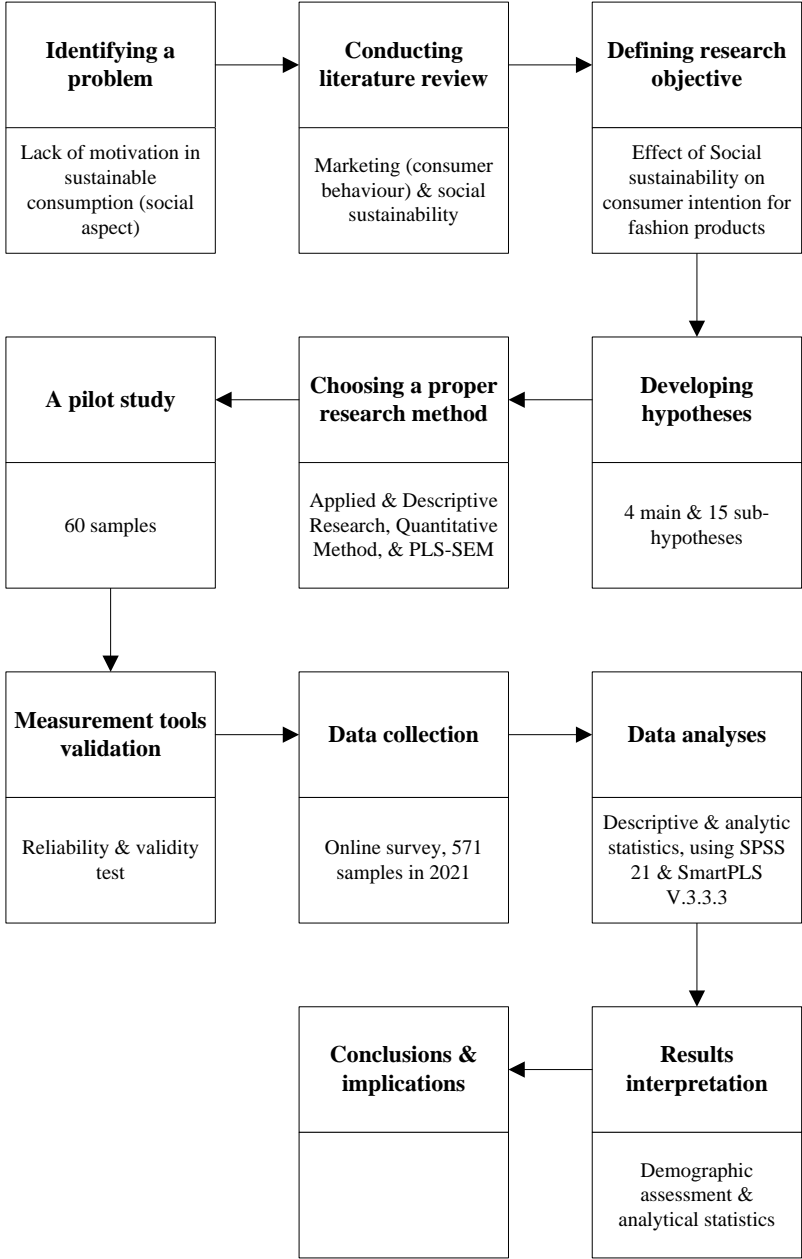 Identifying a
problem
Lack of motivation in
sustainable
consumption (social
aspect)
Conducting
literature review
Marketing (consumer
behaviour) & social
sustainability
Defining research
objective
Effect of Social
sustainability on
consumer intention for
fashion products
Developing
hypotheses
4 main & 15 sub-
hypotheses
Choosing a proper
research method
Applied & Descriptive
Research, Quantitative
Method, & PLS-SEM
A pilot study
60 samples
Measurement tools
validation
Reliability & validity
test
Data collection
Online survey, 571
samples in 2021
Data analyses
Descriptive & analytic
statistics, using SPSS
21 & SmartPLS
V.3.3.3
Results
interpretation
Demographic
assessment &
analytical statistics
Conclusions &
implications